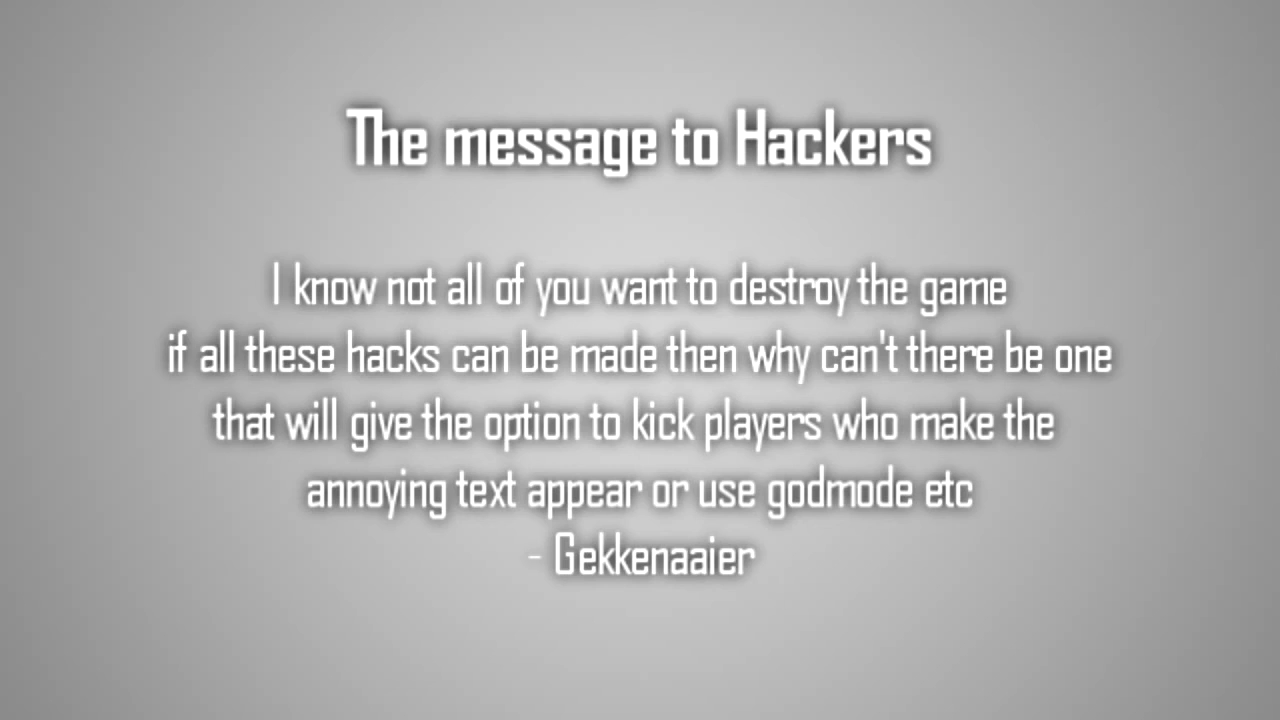 The message to Hackers
I know not all of you want to destroy the game
if all these hacks can be made then why can't there be one
that will give the option to kick players who make the
annoying text appear or use godmode etc
- Gekkenaaier